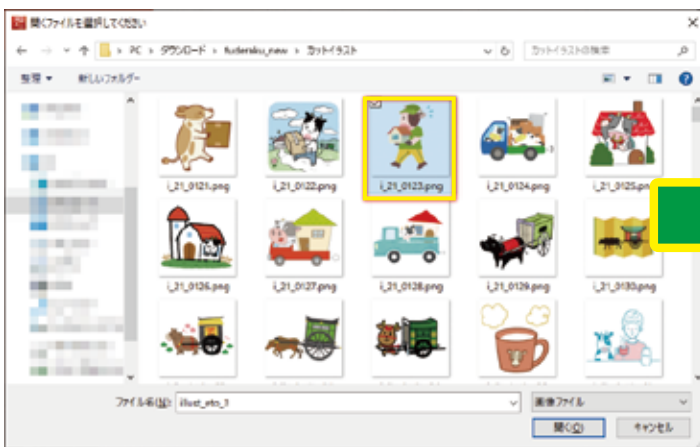 開くファイルを選択してください
PC › ダウンロード › fuderaku_new › カットイラスト
カットイラストの検索
整理 新しいフォルダー
i_21_0121.png i_21_0122.png i_21_0123.png i_21_0124.png i_21_0125.png
i_21_0126.png i_21_0127.png i_21_0128.png i_21_0129.png i_21_0130.png
ファイル名(N): illust_eto_1 画像ファイル
開く(O) キャンセル